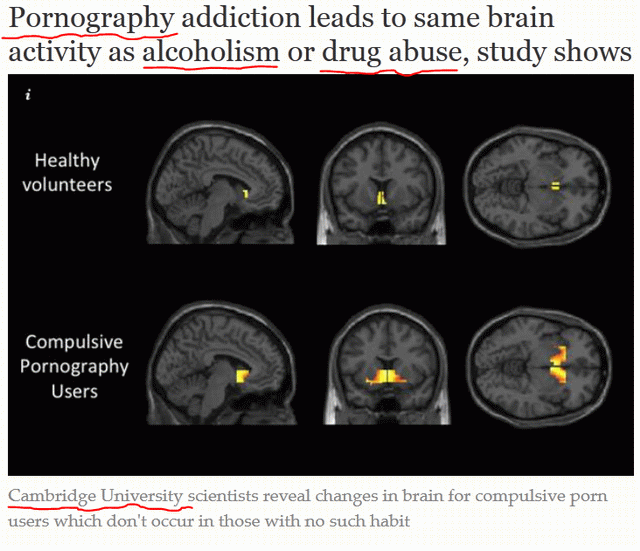 Pornography addiction leads to same brain
activity as alcoholism or drug abuse, study shows
i
Healthy
volunteers
Compulsive
Pornography
Users
Cambridge University scientists reveal changes in brain for compulsive porn
users which don't occur in those with no such habit